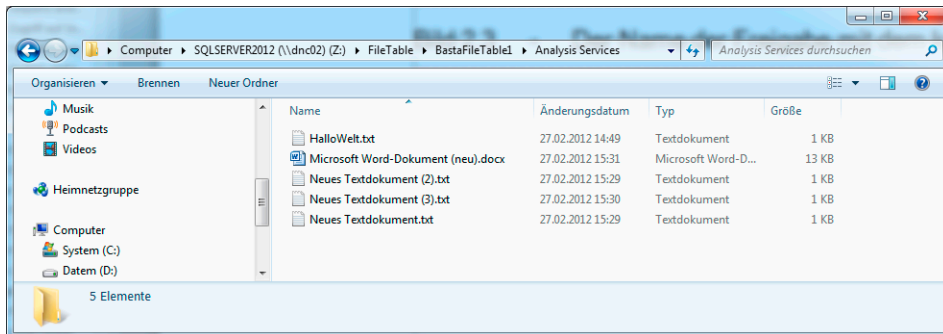 Computer SQLSERVER2012 (\\dnc02) (Z:) FileTable BastaFileTable1 Analysis Services Analysis Services durchsuchen
Organisieren Brennen Neuer Ordner
Musik
Podcasts
Videos
Heimnetzgruppe
Computer
System (C:)
Datem (D:)
Name Änderungsdatum Typ Größe
HalloWelt.txt 27.02.2012 14:49 Textdokument 1 KB
Microsoft Word-Dokument (neu).docx 27.02.2012 15:31 Microsoft Word-D... 13 KB
Neues Textdokument (2).txt 27.02.2012 15:29 Textdokument 1 KB
Neues Textdokument (3).txt 27.02.2012 15:30 Textdokument 1 KB
Neues Textdokument.txt 27.02.2012 15:29 Textdokument 1 KB
5 Elemente